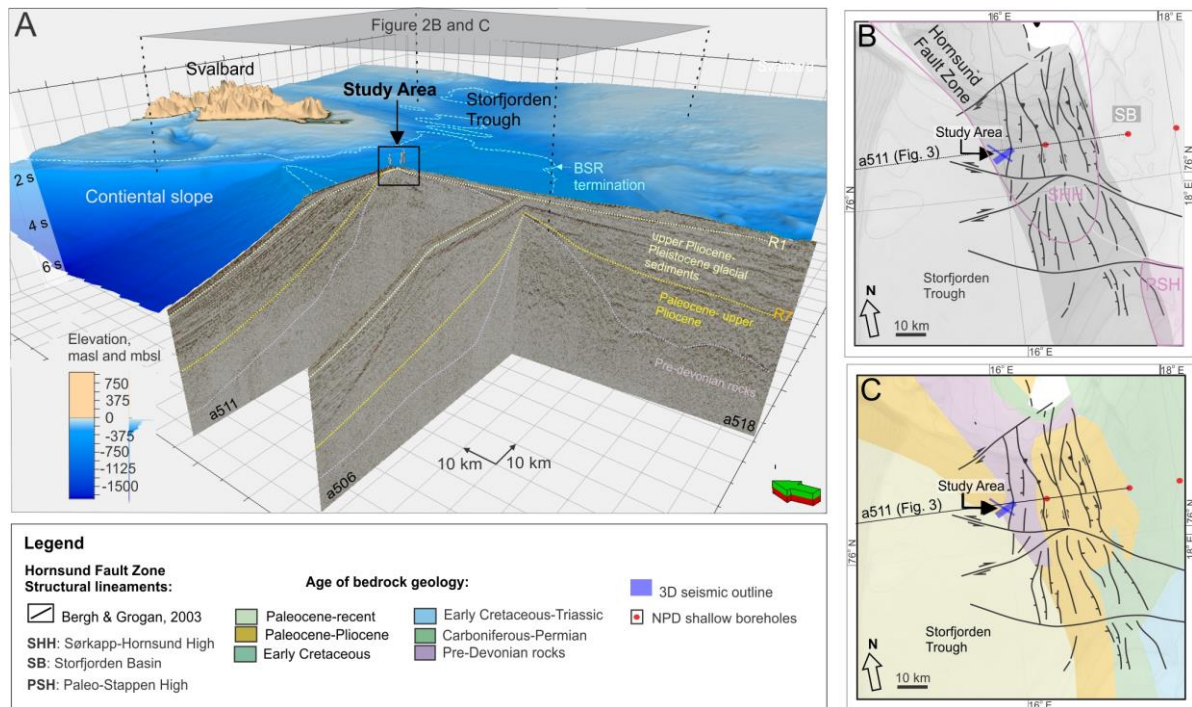 A
Figure 2B and C
Svalbard
Study Area
Storfjorden
Trough
BSR
termination
2 s
4 s
6 s
Contiental slope
R1
upper Pliocene-
Pleistocene glacial
sediments
Paleocene- upper
Pliocene
R7
Pre-devonian rocks
a511
a506
a518
10 km
10 km
Elevation,
masl and mbsl
750
375
0
-375
-750
-1125
-1500
B
16° E
18° E
Hornsund
Fault Zone
SB
Study Area
a511 (Fig. 3)
SHH
76° N
76° N
18° E
Storfjorden
Trough
PSH
N
10 km
16° E
C
16° E
18° E
Study Area
a511 (Fig. 3)
76° N
76° N
18° E
Storfjorden
Trough
N
10 km
16° E
Legend
Hornsund Fault Zone
Structural lineaments:
Bergh & Grogan, 2003
SHH: Sørkapp-Hornsund High
SB: Storfjorden Basin
PSH: Paleo-Stappen High
Age of bedrock geology:
Paleocene-recent
Paleocene-Pliocene
Early Cretaceous
Early Cretaceous-Triassic
Carboniferous-Permian
Pre-Devonian rocks
3D seismic outline
NPD shallow boreholes